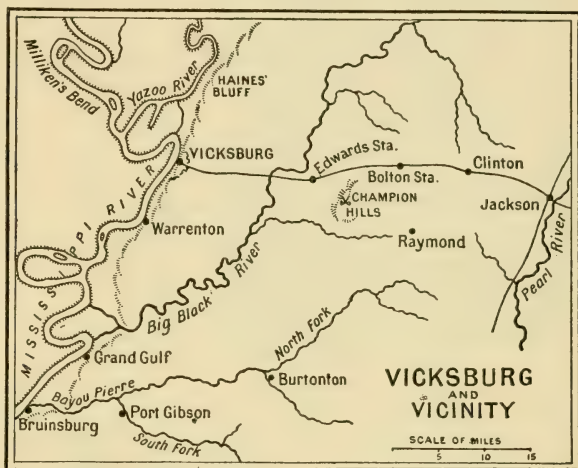 Milliken's Bend
Yazoo River
HAINES'
BLUFF
VICKSBURG
Edwards Sta.
Bolton Sta.
Clinton
CHAMPION
HILLS
Jackson
MISSISSIPPI RIVER
Warrenton
Raymond
Pearl River
Big Black River
Grand Gulf
North Fork
Bayou Pierre
Burtonton
Bruinsburg
Port Gibson
South Fork
VICKSBURG
AND
VICINITY
SCALE OF MILES
5 10 15